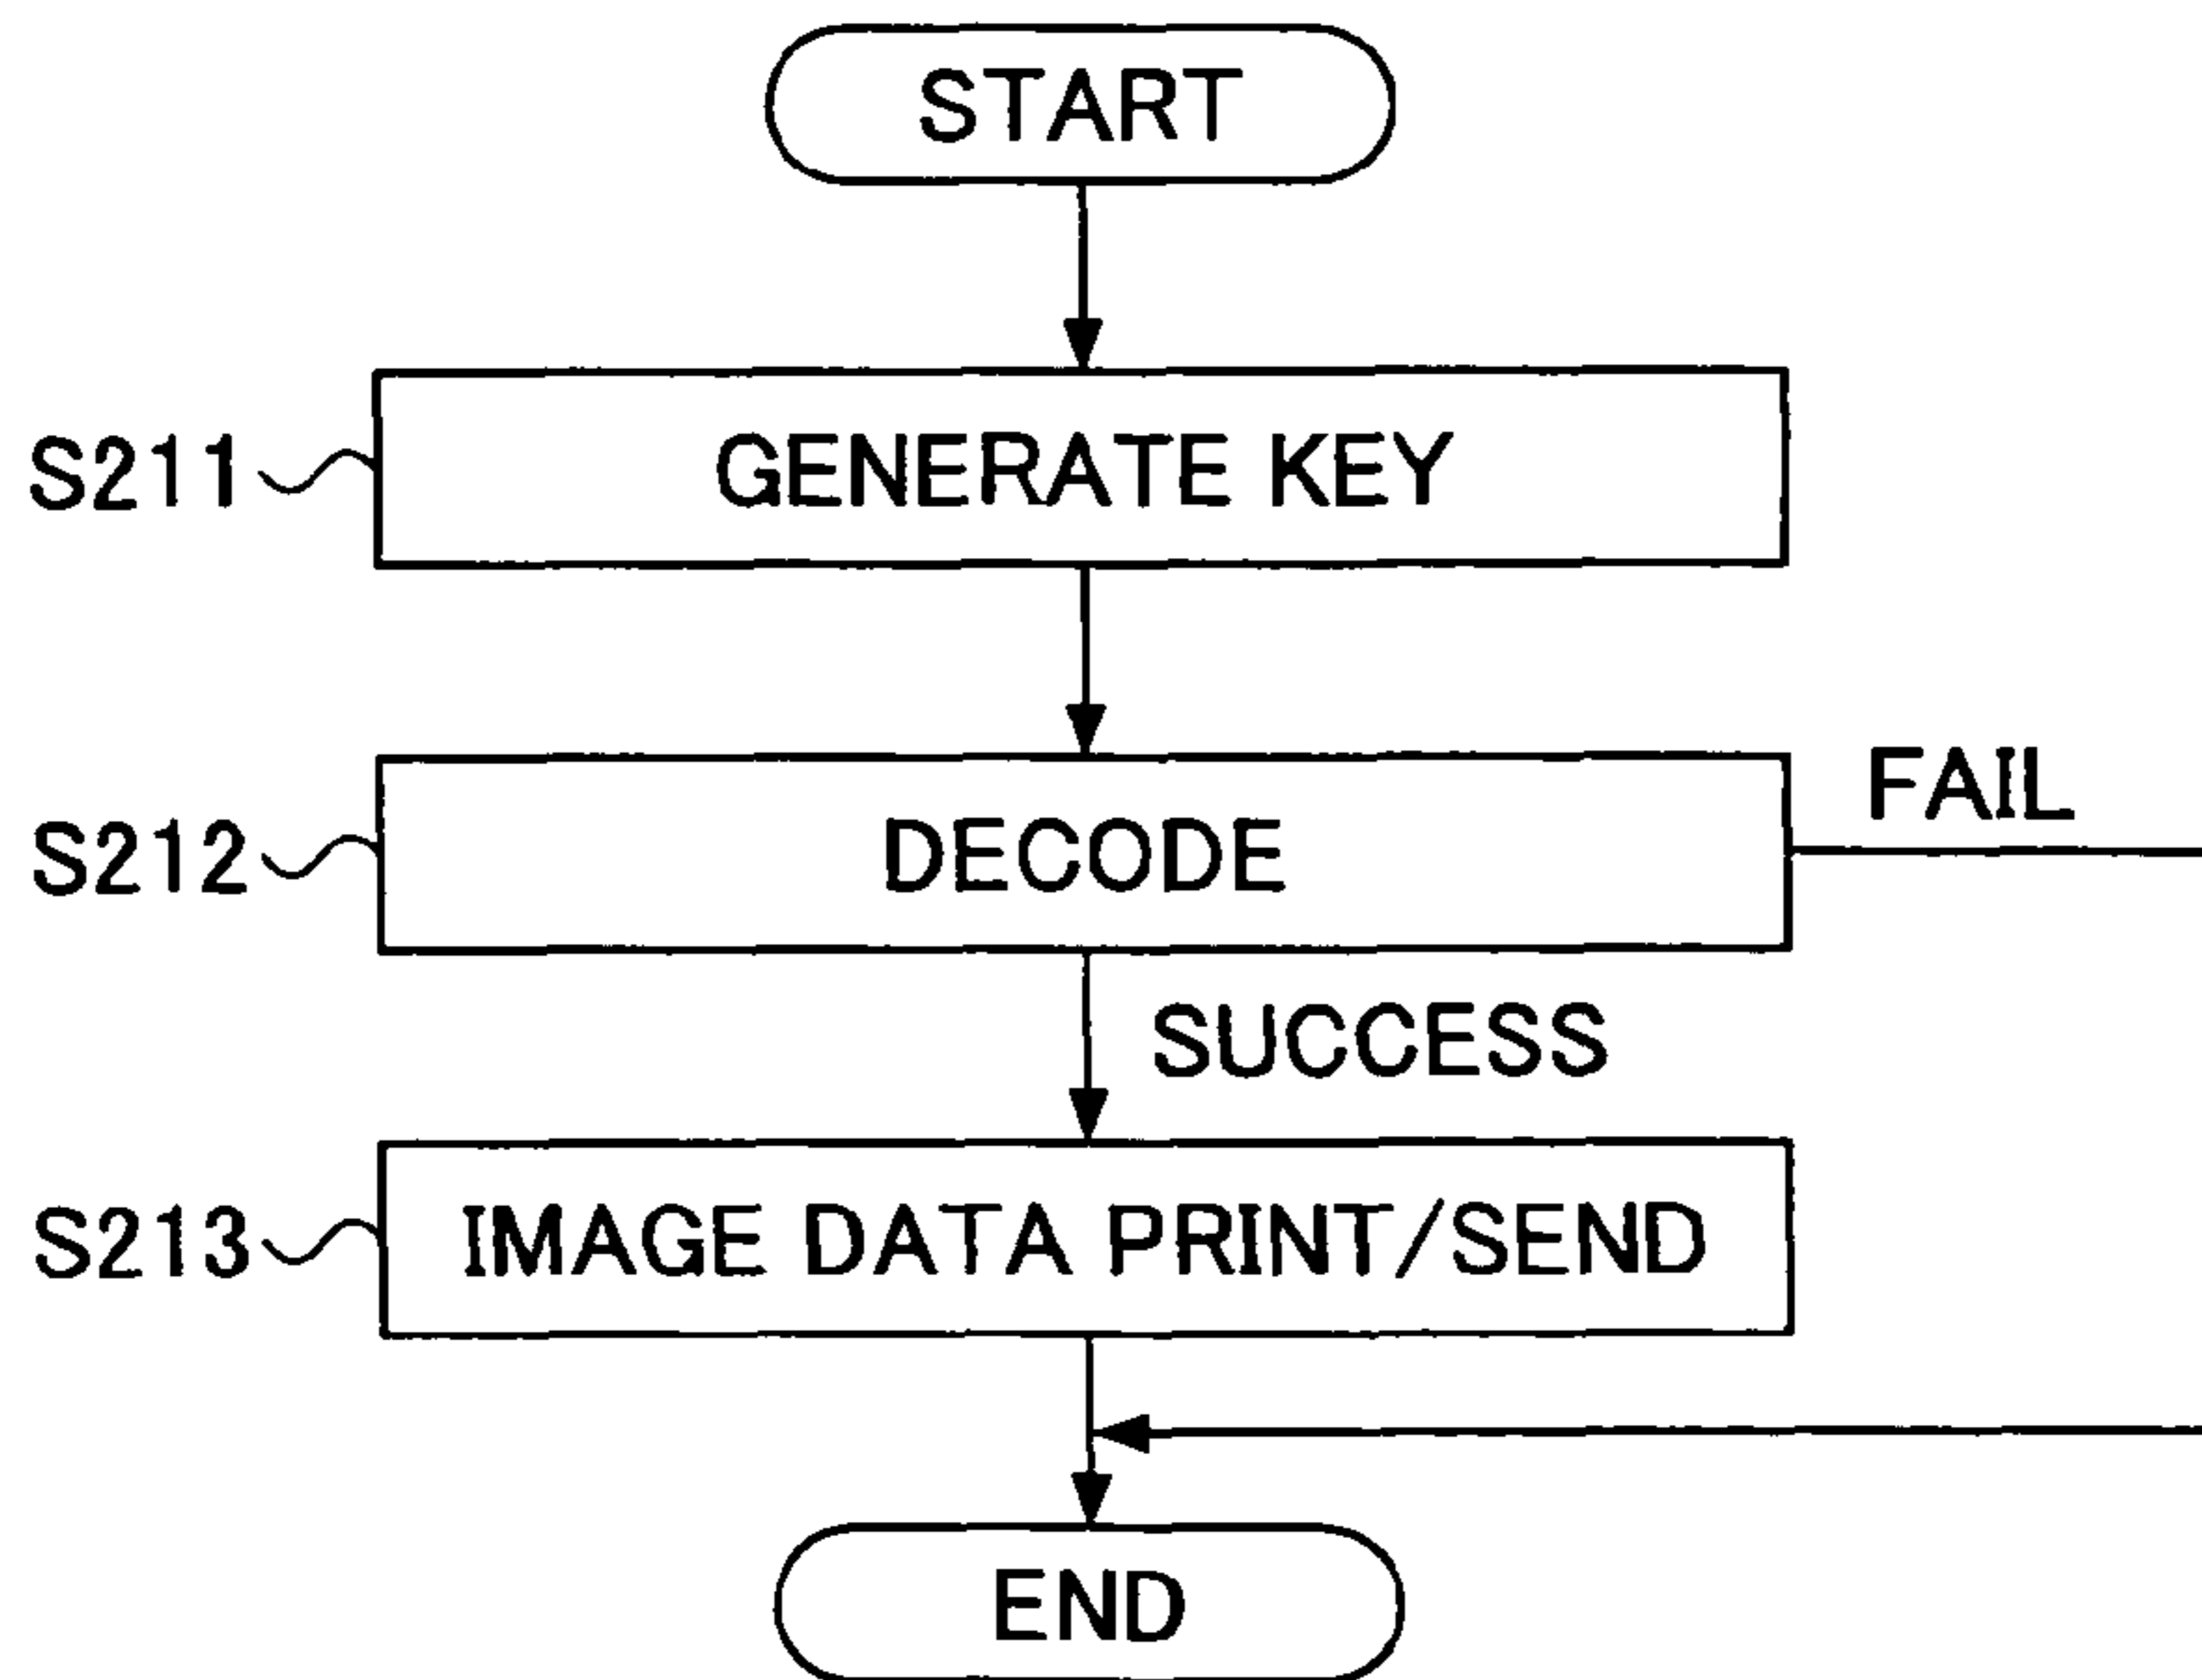 START
S211 GENERATE KEY
S212 DECODE
FAIL
SUCCESS
S213 IMAGE DATA PRINT/SEND
END